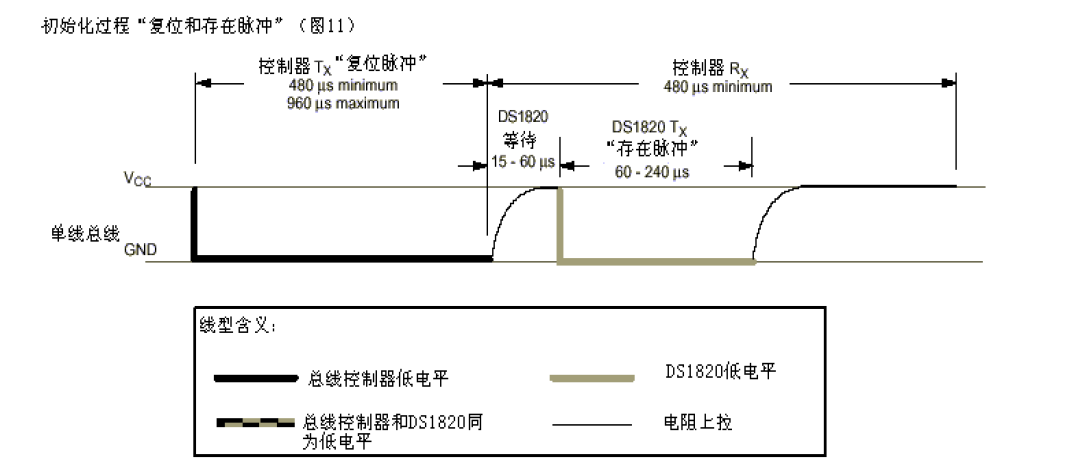 初始化过程“复位和存在脉冲”（图11）
控制器 TX “复位脉冲”
480 μs minimum
960 μs maximum
控制器 RX
480 μs minimum
DS1820
等待
15 - 60 μs
DS1820 TX
“存在脉冲”
60 - 240 μs
VCC
单线总线
GND
线型含义:
总线控制器低电平
DS1820低电平
总线控制器和DS1820同
为低电平
电阻上拉